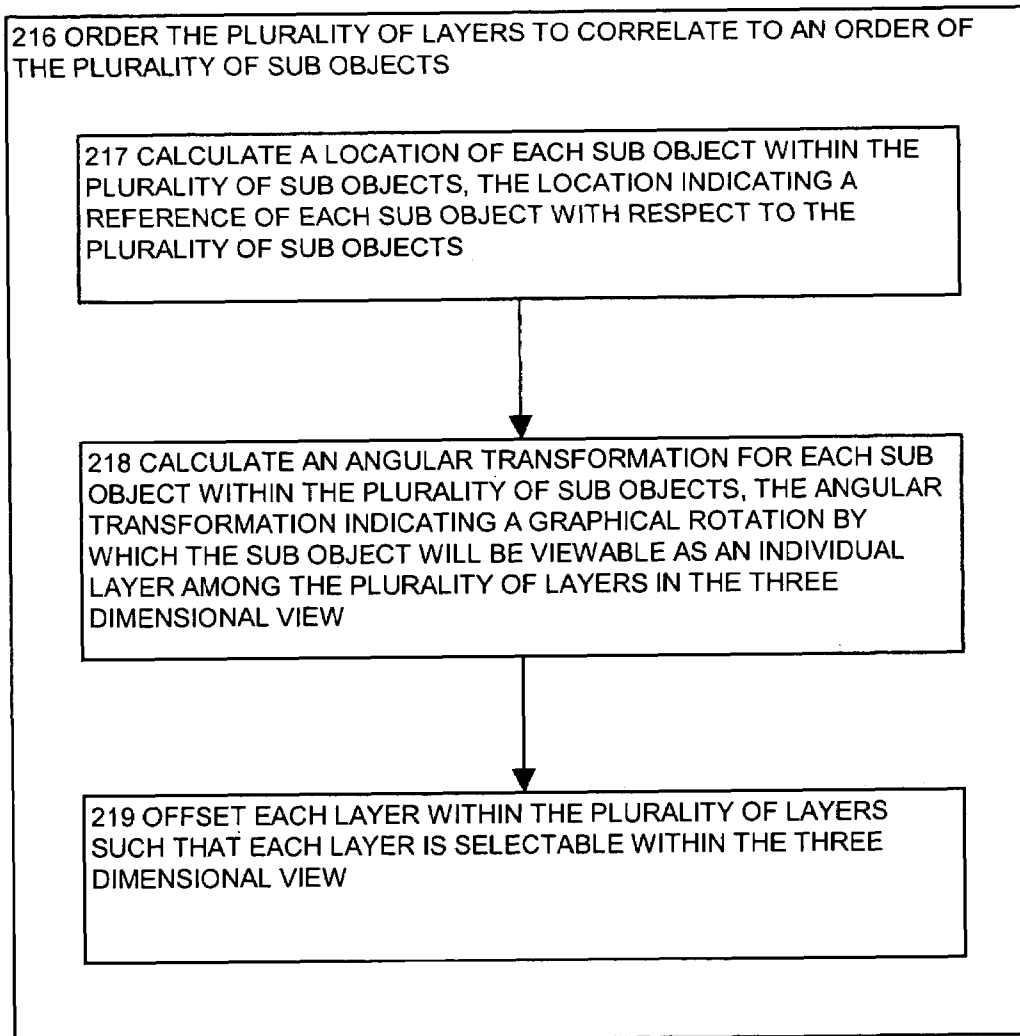 216 ORDER THE PLURALITY OF LAYERS TO CORRELATE TO AN ORDER OF
THE PLURALITY OF SUB OBJECTS
217 CALCULATE A LOCATION OF EACH SUB OBJECT WITHIN THE
PLURALITY OF SUB OBJECTS, THE LOCATION INDICATING A
REFERENCE OF EACH SUB OBJECT WITH RESPECT TO THE
PLURALITY OF SUB OBJECTS
218 CALCULATE AN ANGULAR TRANSFORMATION FOR EACH SUB
OBJECT WITHIN THE PLURALITY OF SUB OBJECTS, THE ANGULAR
TRANSFORMATION INDICATING A GRAPHICAL ROTATION BY
WHICH THE SUB OBJECT WILL BE VIEWABLE AS AN INDIVIDUAL
LAYER AMONG THE PLURALITY OF LAYERS IN THE THREE
DIMENSIONAL VIEW
219 OFFSET EACH LAYER WITHIN THE PLURALITY OF LAYERS
SUCH THAT EACH LAYER IS SELECTABLE WITHIN THE THREE
DIMENSIONAL VIEW